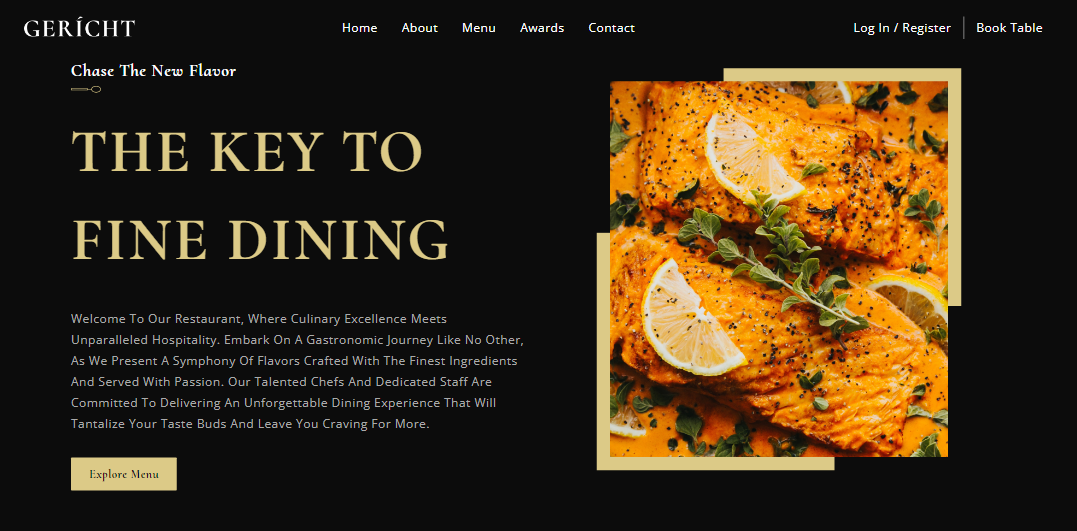 GERÍCHT
Home About Menu Awards Contact
Log In / Register Book Table
Chase The New Flavor
THE KEY TO
FINE DINING
Welcome To Our Restaurant, Where Culinary Excellence Meets
Unparalleled Hospitality. Embark On A Gastronomic Journey Like No Other,
As We Present A Symphony Of Flavors Crafted With The Finest Ingredients
And Served With Passion. Our Talented Chefs And Dedicated Staff Are
Committed To Delivering An Unforgettable Dining Experience That Will
Tantalize Your Taste Buds And Leave You Craving For More.
Explore Menu